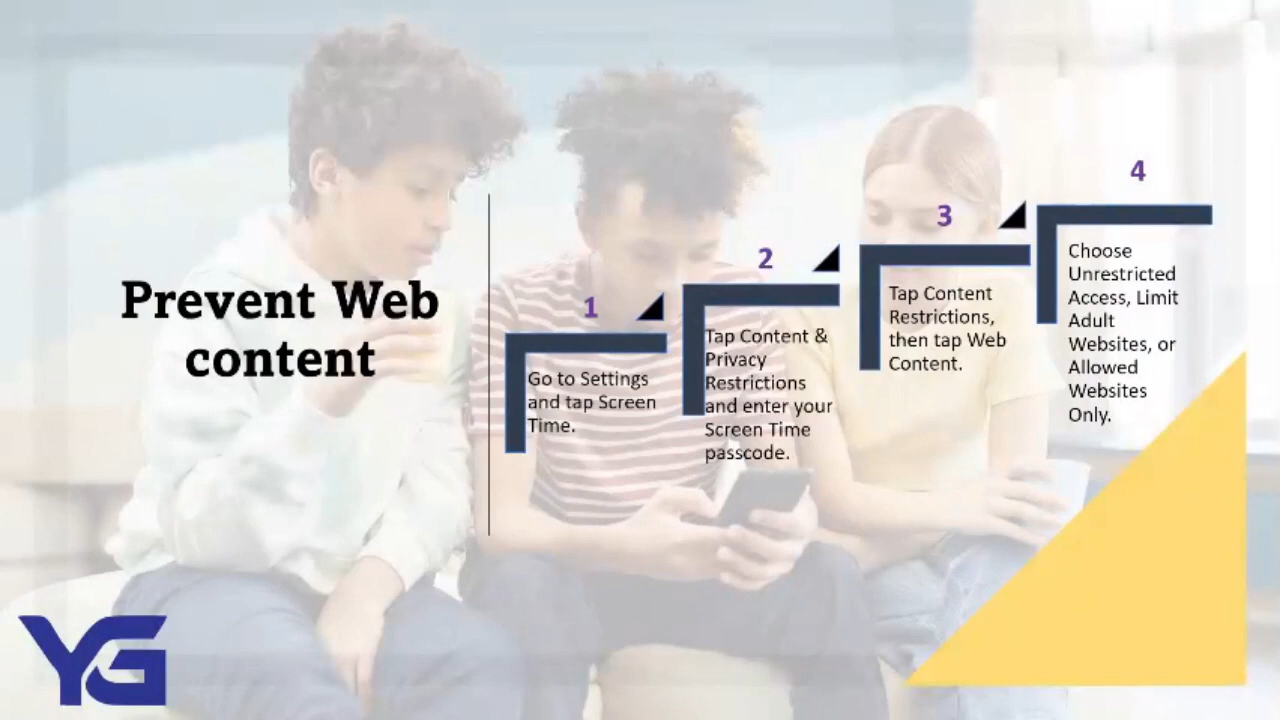 Prevent Web
content
1
Go to Settings
and tap Screen
Time.
2
Tap Content &
Privacy
Restrictions
and enter your
Screen Time
passcode.
3
Tap Content
Restrictions,
then tap Web
Content.
4
Choose
Unrestricted
Access, Limit
Adult
Websites, or
Allowed
Websites
Only.
YG